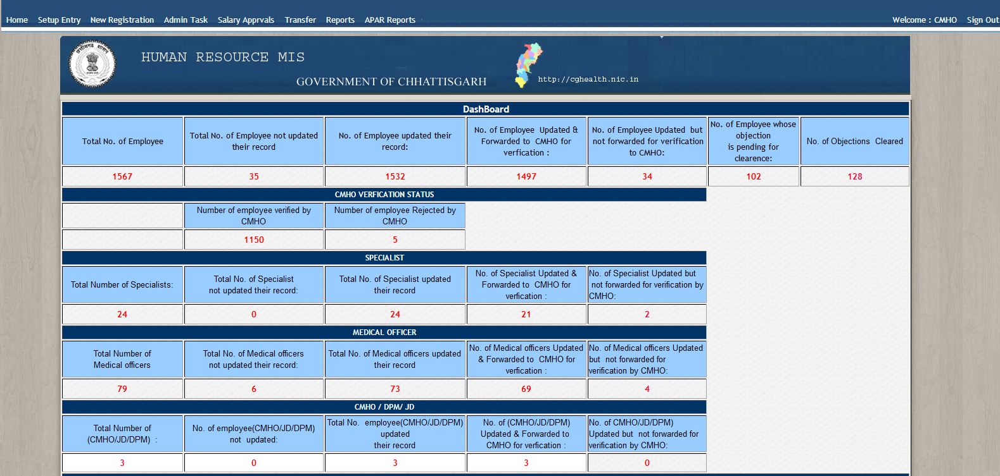 Home Setup Entry New Registration Admin Task Salary Apprvals Transfer Reports APAR Reports Welcome : CMHO Sign Out
HUMAN RESOURCE MIS
GOVERNMENT OF CHHATTISGARH
http://cghealth.nic.in
DashBoard
Total No. of Employee
Total No. of Employee not updated
their record
No. of Employee updated their
record:
No. of Employee Updated &
Forwarded to CMHO for
verfication :
No. of Employee Updated but
not forwarded for verification
to CMHO:
No. of Employee whose
objection
is pending for
clearence:
No. of Objections Cleared
1567 35 1532 1497 34 102 128
CMHO VERFICATION STATUS
Number of employee verified by
CMHO
Number of employee Rejected by
CMHO
1150 5
SPECIALIST
Total Number of Specialists:
Total No. of Specialist
not updated their record:
Total No. of Specialist updated
their record
No. of Specialist Updated &
Forwarded to CMHO for
verfication :
No. of Specialist Updated but
not forwarded for verification by
CMHO:
24 0 24 21 2
MEDICAL OFFICER
Total Number of
Medical officers
Total No. of Medical officers
not updated their record:
Total No. of Medical officers updated
their record
No. of Medical officers Updated
& Forwarded to CMHO for
verfication :
No. of Medical officers Updated
but not forwarded for
verification by CMHO:
79 6 73 69 4
CMHO / DPM/ JD
Total Number of
(CMHO/JD/DPM) :
No. of employee(CMHO/JD/DPM)
not updated:
Total No. employee(CMHO/JD/DPM)
updated
their record
No. of (CMHO/JD/DPM)
Updated & Forwarded to
CMHO for verfication :
No. of CMHO/JD/DPM)
Updated but not forwarded for
verification by CMHO:
3 0 3 3 0